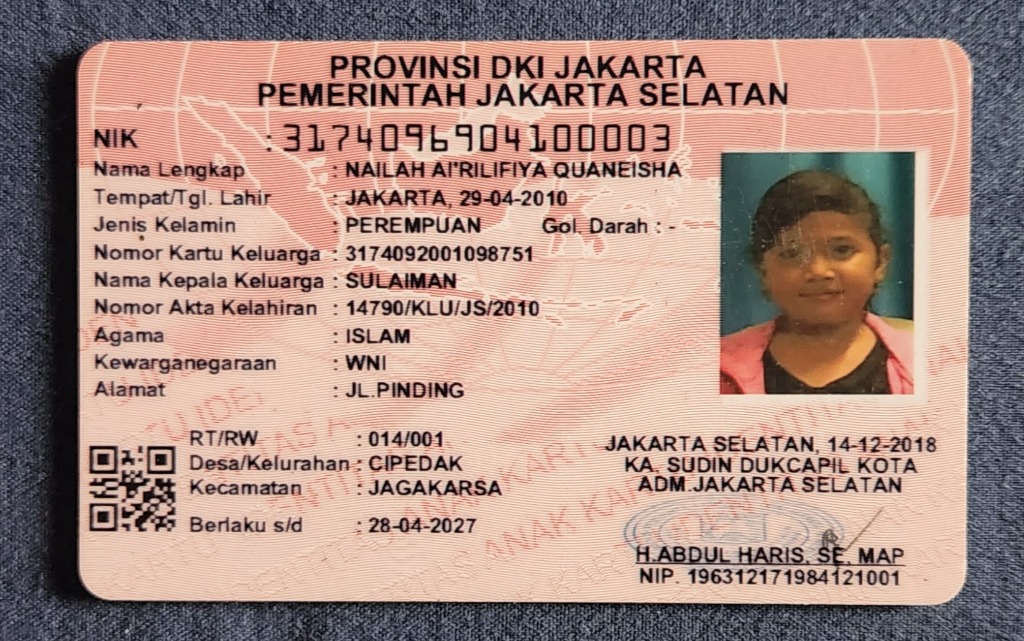 PROVINSI DKI JAKARTA
PEMERINTAH JAKARTA SELATAN
NIK : 3174096904100003
Nama Lengkap : NAILAH AI'RILIFIYA QUANEISHA
Tempat/Tgl. Lahir : JAKARTA, 29-04-2010
Jenis Kelamin : PEREMPUAN Gol. Darah : -
Nomor Kartu Keluarga : 3174092001098751
Nama Kepala Keluarga : SULAIMAN
Nomor Akta Kelahiran : 14790/KLU/JS/2010
Agama : ISLAM
Kewarganegaraan : WNI
Alamat : JL.PINDING
RT/RW : 014/001
Desa/Kelurahan : CIPEDAK
Kecamatan : JAGAKARSA
Berlaku s/d : 28-04-2027
JAKARTA SELATAN, 14-12-2018
KA. SUDIN DUKCAPIL KOTA
ADM.JAKARTA SELATAN
H.ABDUL HARIS, SE, MAP
NIP. 196312171984121001